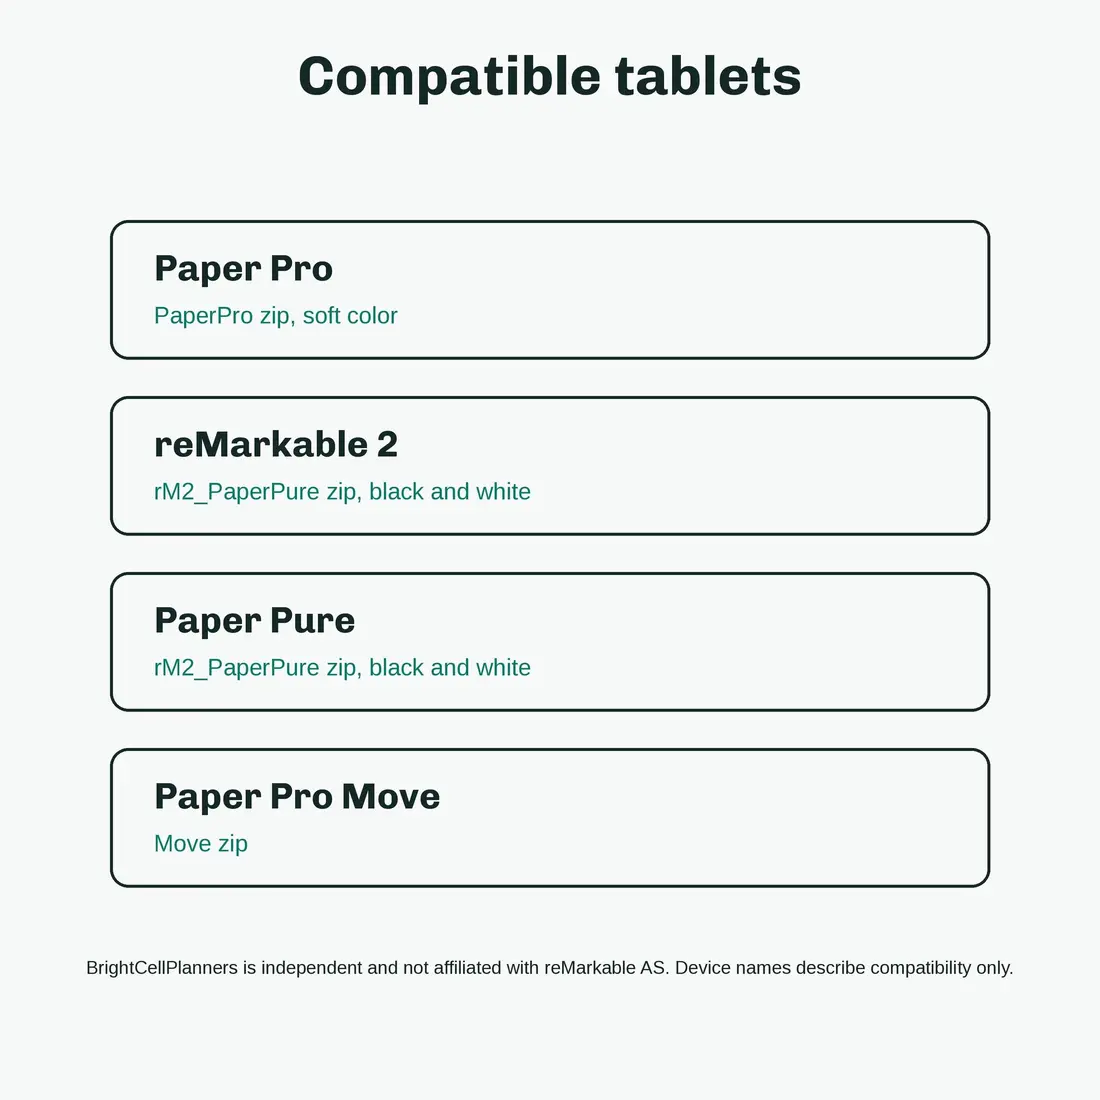 Compatible tablets
Paper Pro
PaperPro zip, soft color
reMarkable 2
rM2_PaperPure zip, black and white
Paper Pure
rM2_PaperPure zip, black and white
Paper Pro Move
Move zip
BrightCellPlanners is independent and not affiliated with reMarkable AS. Device names describe compatibility only.